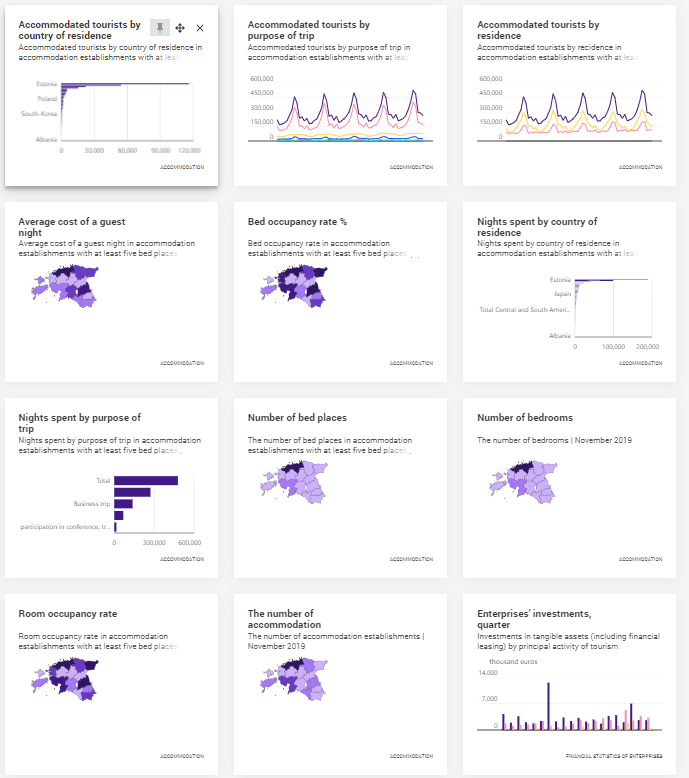 Accommodated tourists by
country of residence
Accommodated tourists by country of residence in
accommodation establishments with at leas
Estonia
Poland
South-Korea
Albania
0 30,000 60,000 90,000 120,000
ACCOMMODATION
Accommodated tourists by
purpose of trip
Accommodated tourists by purpose of trip in
accommodation establishments with at leas
600,000
450,000
300,000
150,000
0
ACCOMMODATION
Accommodated tourists by
residence
Accommodated tourists by recidence in
accommodation establishments with at leas
600,000
450,000
300,000
150,000
0
ACCOMMODATION
Average cost of a guest
night
Average cost of a guest night in accommodation
establishments with at least five bed places
ACCOMMODATION
Bed occupancy rate %
Bed occupancy rate in accommodation
establishments with at least five bed places
ACCOMMODATION
Nights spent by country of
residence
Nights spent by country of residence in
accommodation establishments with at leas
Estonia
Japan
Total Central and South Ameri...
Albania
0 100,000 200,000
ACCOMMODATION
Nights spent by purpose of
trip
Nights spent by purpose of trip in accommodation
establishments with at least five bed places
Total
Business trip
participation in conference, tr...
0 300,000 600,000
ACCOMMODATION
Number of bed places
The number of bed places in accommodation
establishments with at least five bed places
ACCOMMODATION
Number of bedrooms
The number of bedrooms | November 2019
ACCOMMODATION
Room occupancy rate
Room occupancy rate in accommodation
establishments with at least five bed places
ACCOMMODATION
The number of
accommodation
The number of accommodation establishments |
November 2019
ACCOMMODATION
Enterprises' investments,
quarter
Investments in tangible assets (including financial
leasing) by principal activity of tourism
thousand euros
14,000
7,000
0
FINANCIAL STATISTICS OF ENTERPRISES